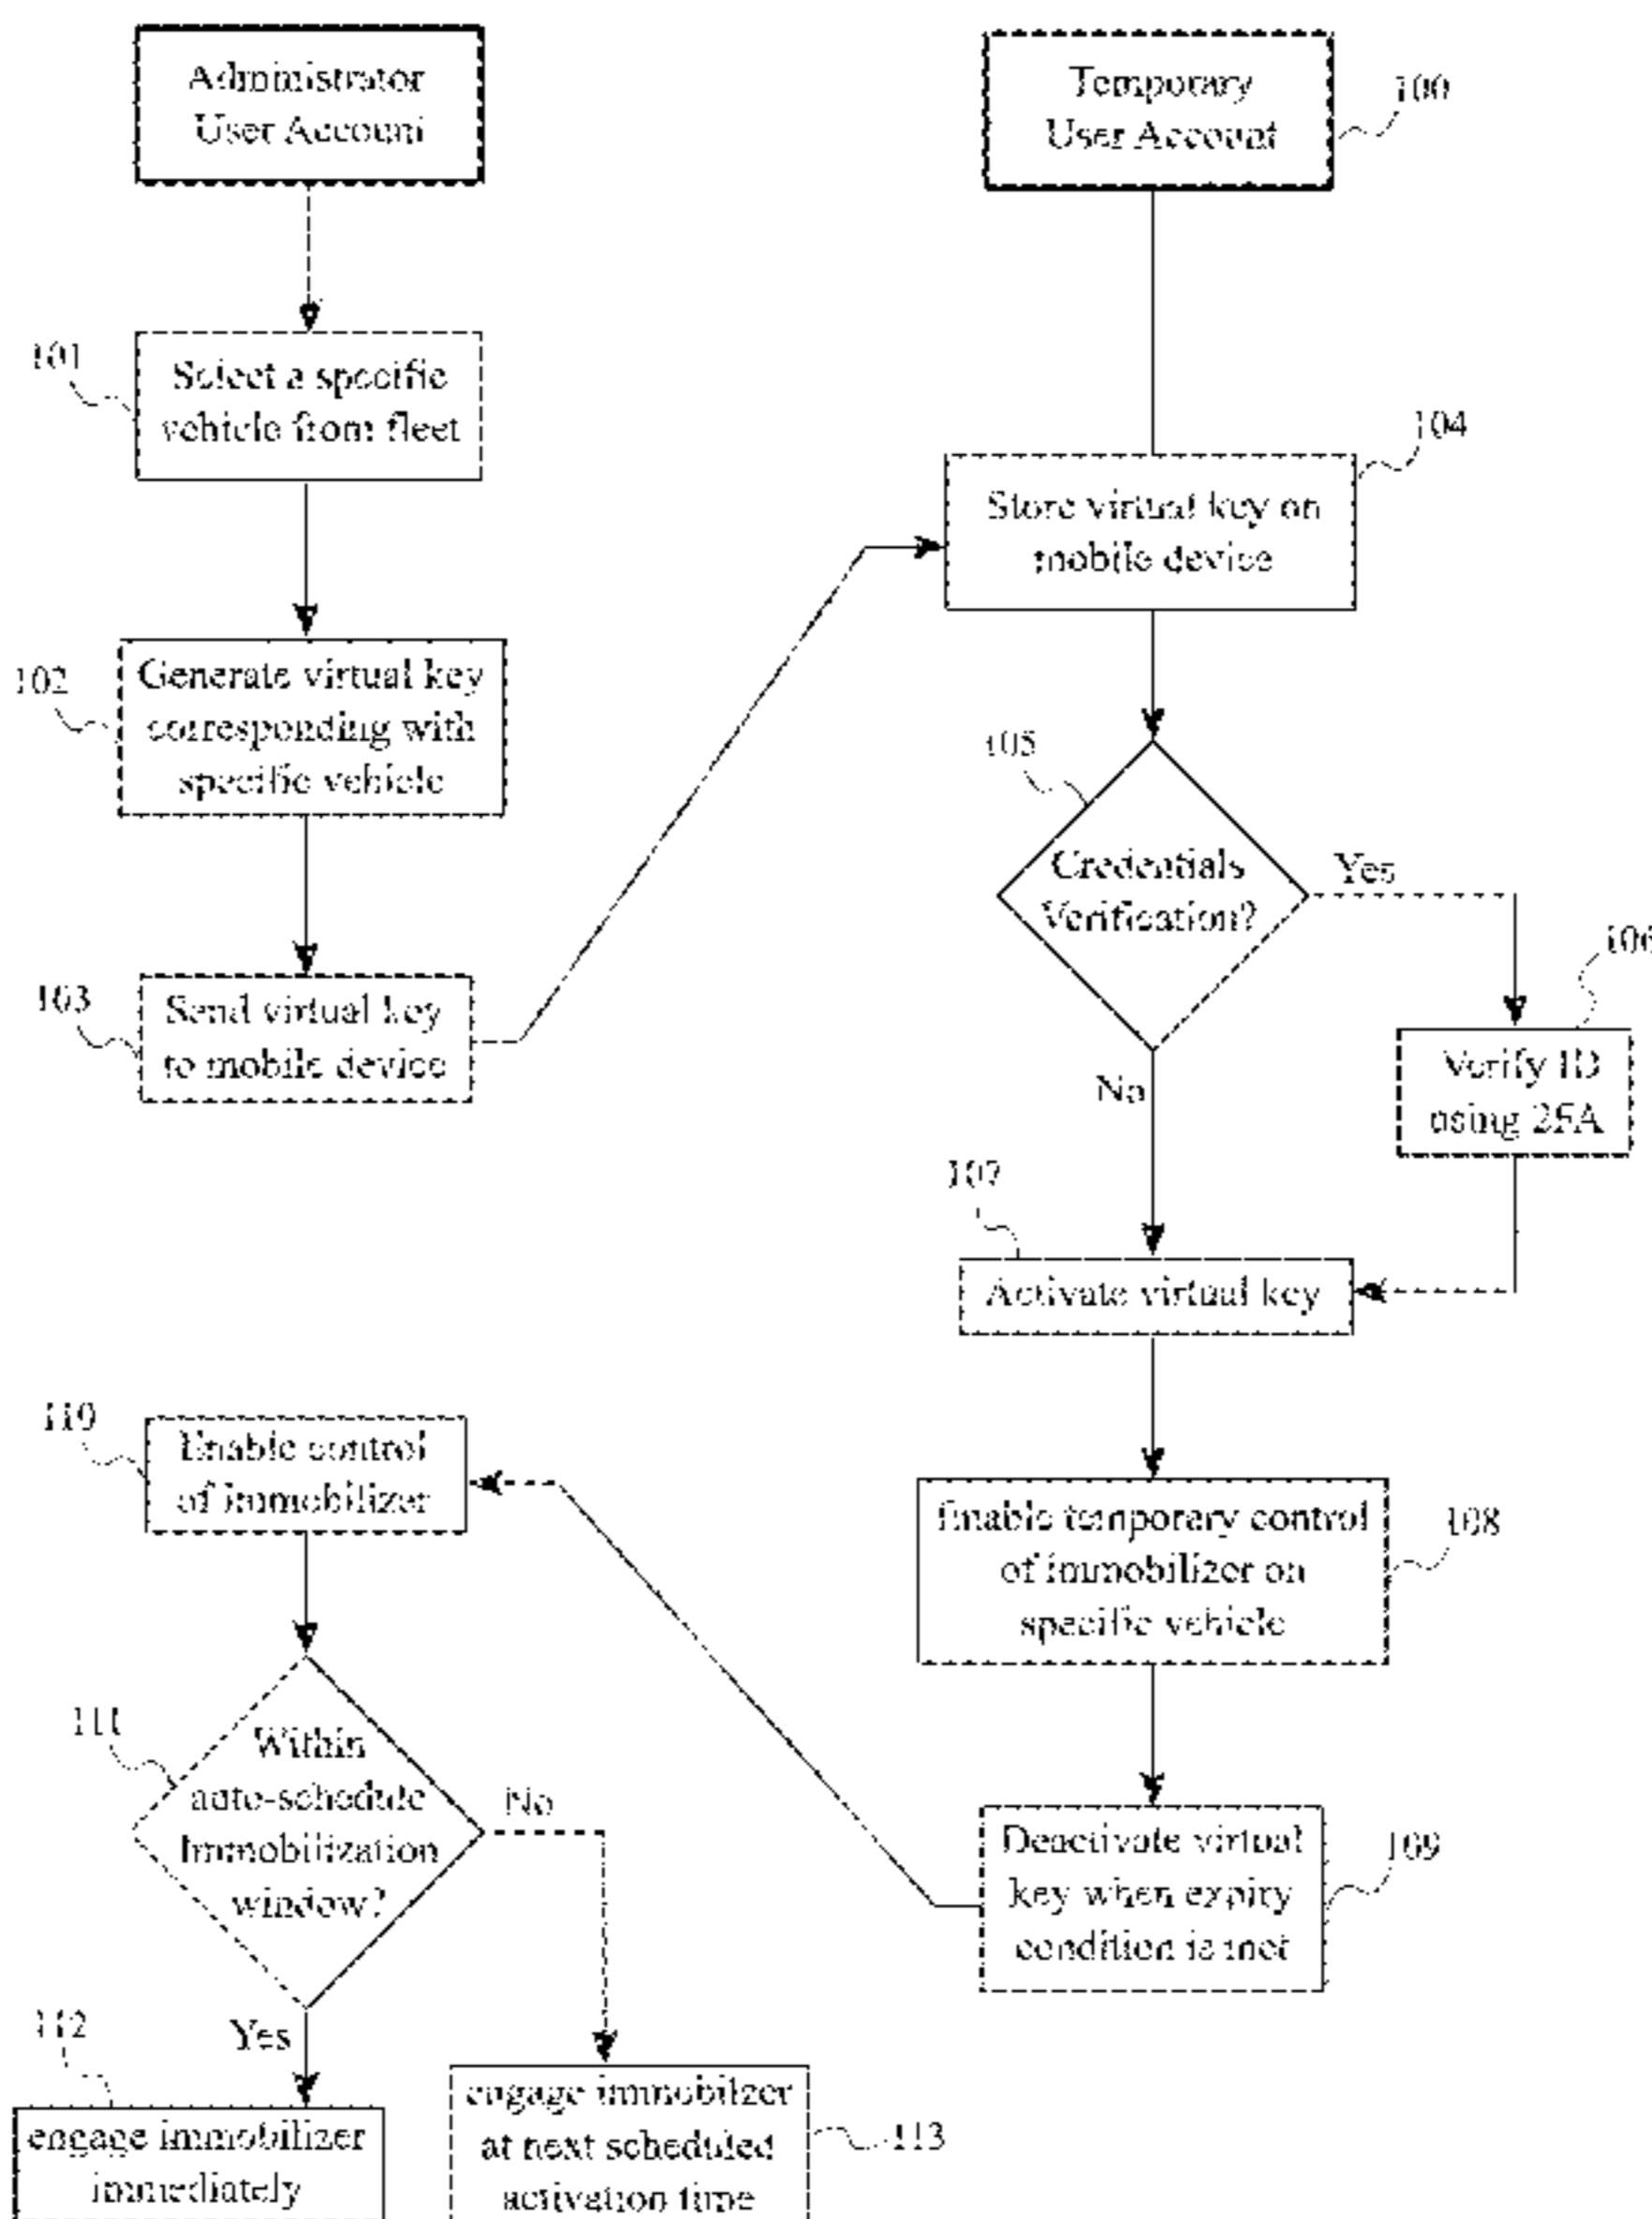 Administrator
User Account
Temporary
User Account
100
101
Select a specific
vehicle from fleet
104
Store virtual key on
mobile device
102
Generate virtual key
corresponding with
specific vehicle
105
Credentials
Verification?
Yes
106
103
Send virtual key
to mobile device
Verify ID
using 2FA
No
107
Activate virtual key
110
Enable control
of immobilizer
Enable temporary control
of immobilizer on
specific vehicle
108
111
Within
auto-schedule
Immobilization
window?
No
Deactivate virtual
key when expiry
condition is met
109
112
Yes
engage immobilizer
immediately
engage immobilzer
at next scheduled
activation time
113